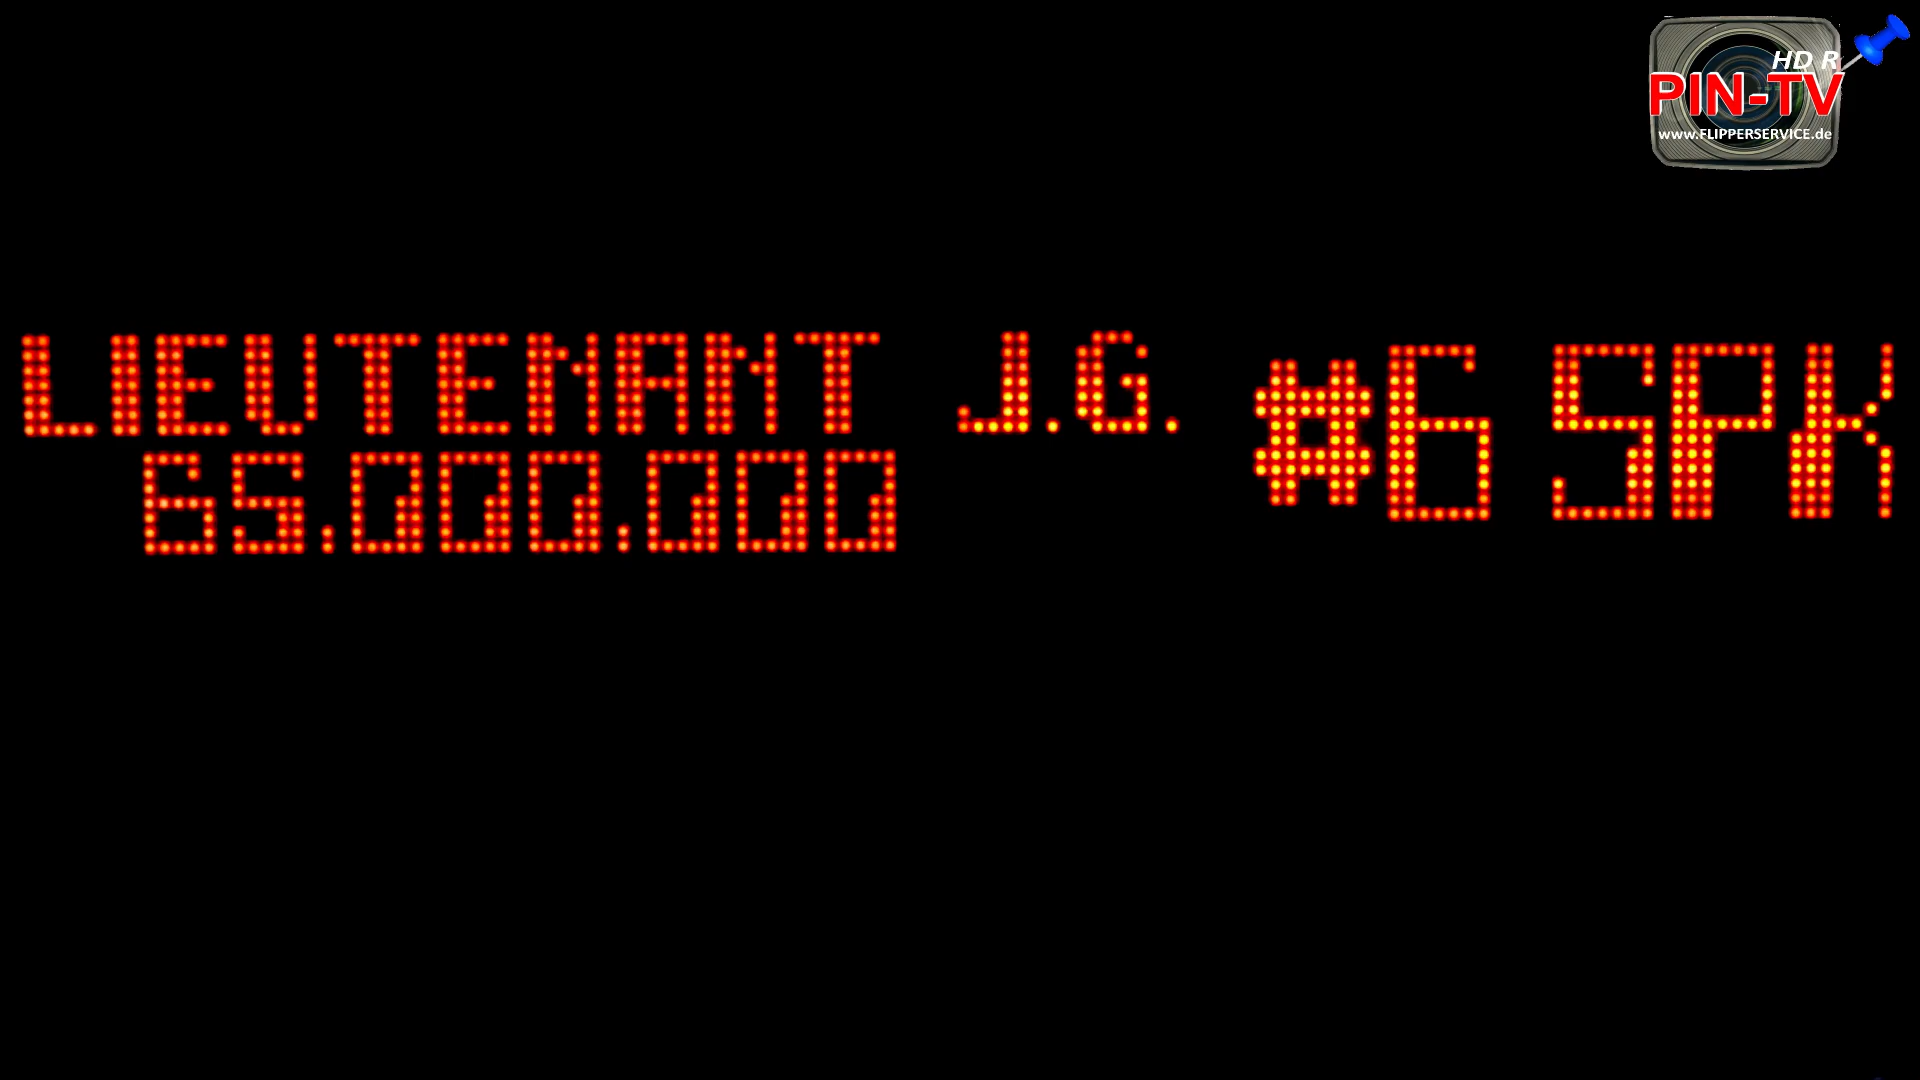 LIEUTENANT J.G.
65.000.000
#6 SPK
HD R
PIN-TV
www.FLIPPERSERVICE.de